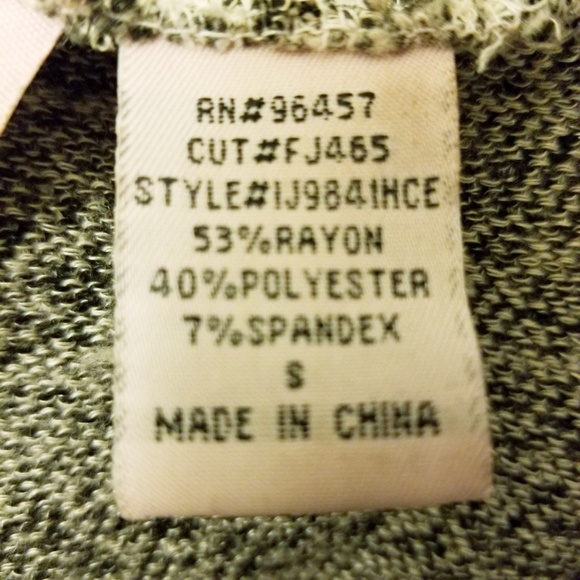 RN#96457
CUT#FJ465
STYLE#IJ9841HCE
53%RAYON
40%POLYESTER
7%SPANDEX
S
MADE IN CHINA